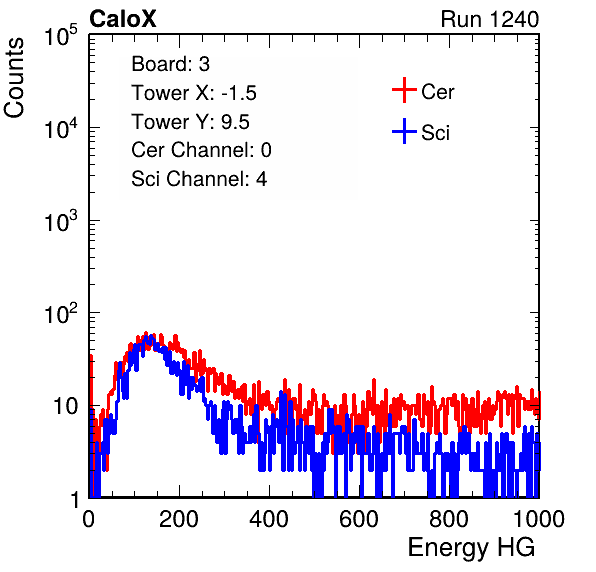 CaloX Run 1240
Counts
Board: 3
Tower X: -1.5
Tower Y: 9.5
Cer Channel: 0
Sci Channel: 4
Cer
Sci
10^5
10^4
10^3
10^2
10
1
0 200 400 600 800 1000
Energy HG